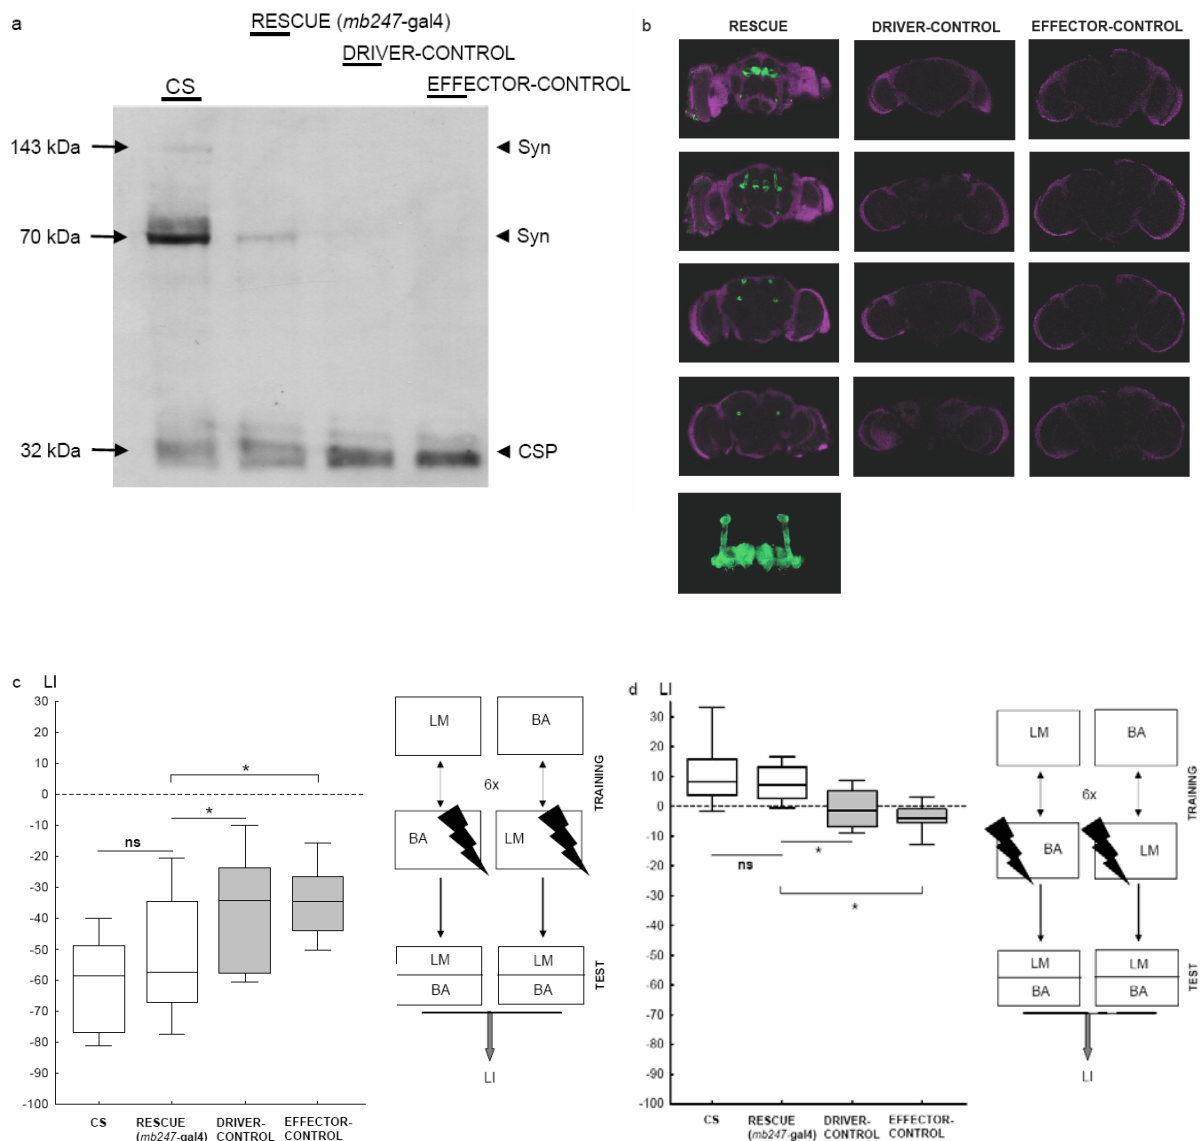 a
RESCUE (mb247-gal4)
DRIVER-CONTROL
EFFECTOR-CONTROL
CS
143 kDa
Syn
70 kDa
Syn
32 kDa
CSP
b
RESCUE
DRIVER-CONTROL
EFFECTOR-CONTROL
c
LI
30
20
10
0
-10
-20
-30
-40
-50
-60
-70
-80
-90
-100
*
*
ns
CS
RESCUE
(mb247-gal4)
DRIVER-
CONTROL
EFFECTOR-
CONTROL
LM
BA
6x
TRAINING
BA
LM
LM
LM
TEST
BA
BA
LI
d
LI
30
20
10
0
-10
-20
-30
-40
-50
-60
-70
-80
-90
-100
ns
*
*
CS
RESCUE
(mb247-gal4)
DRIVER-
CONTROL
EFFECTOR-
CONTROL
LM
BA
6x
TRAINING
BA
LM
LM
LM
TEST
BA
BA
LI